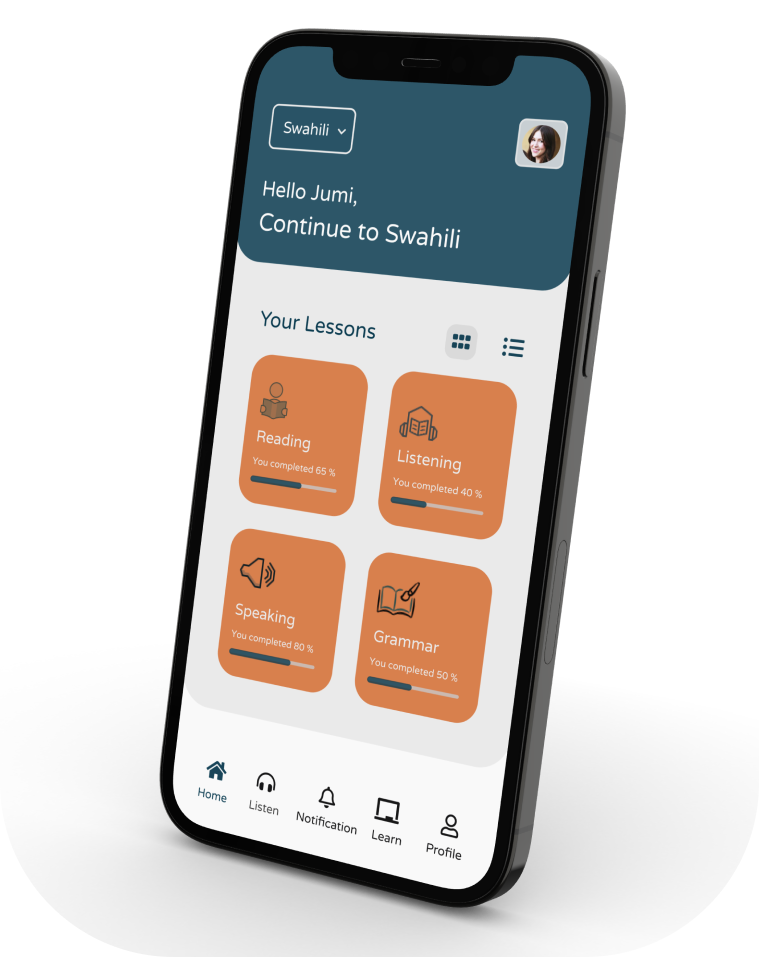 Swahili
Hello Jumi,
Continue to Swahili
Your Lessons
Reading
You completed 65 %
Listening
You completed 40 %
Speaking
You completed 80 %
Grammar
You completed 50 %
Home
Listen
Notification
Learn
Profile